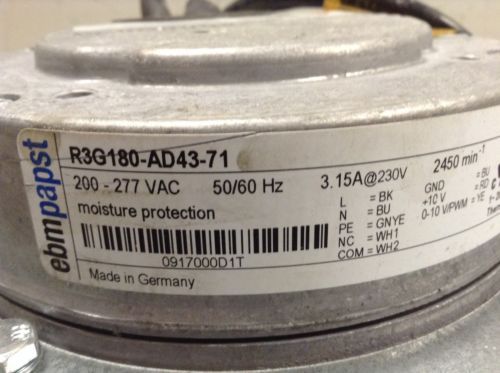 ebmpapst
R3G180-AD43-71
200 - 277 VAC 50/60 Hz 3.15A@230V 2450 min⁻¹
moisture protection
L = BK
N = BU
PE = GNYE
NC = WH1
COM = WH2
GND = BU
+10 V = RD
0-10 V/PWM = YE
0917000D1T
Made in Germany